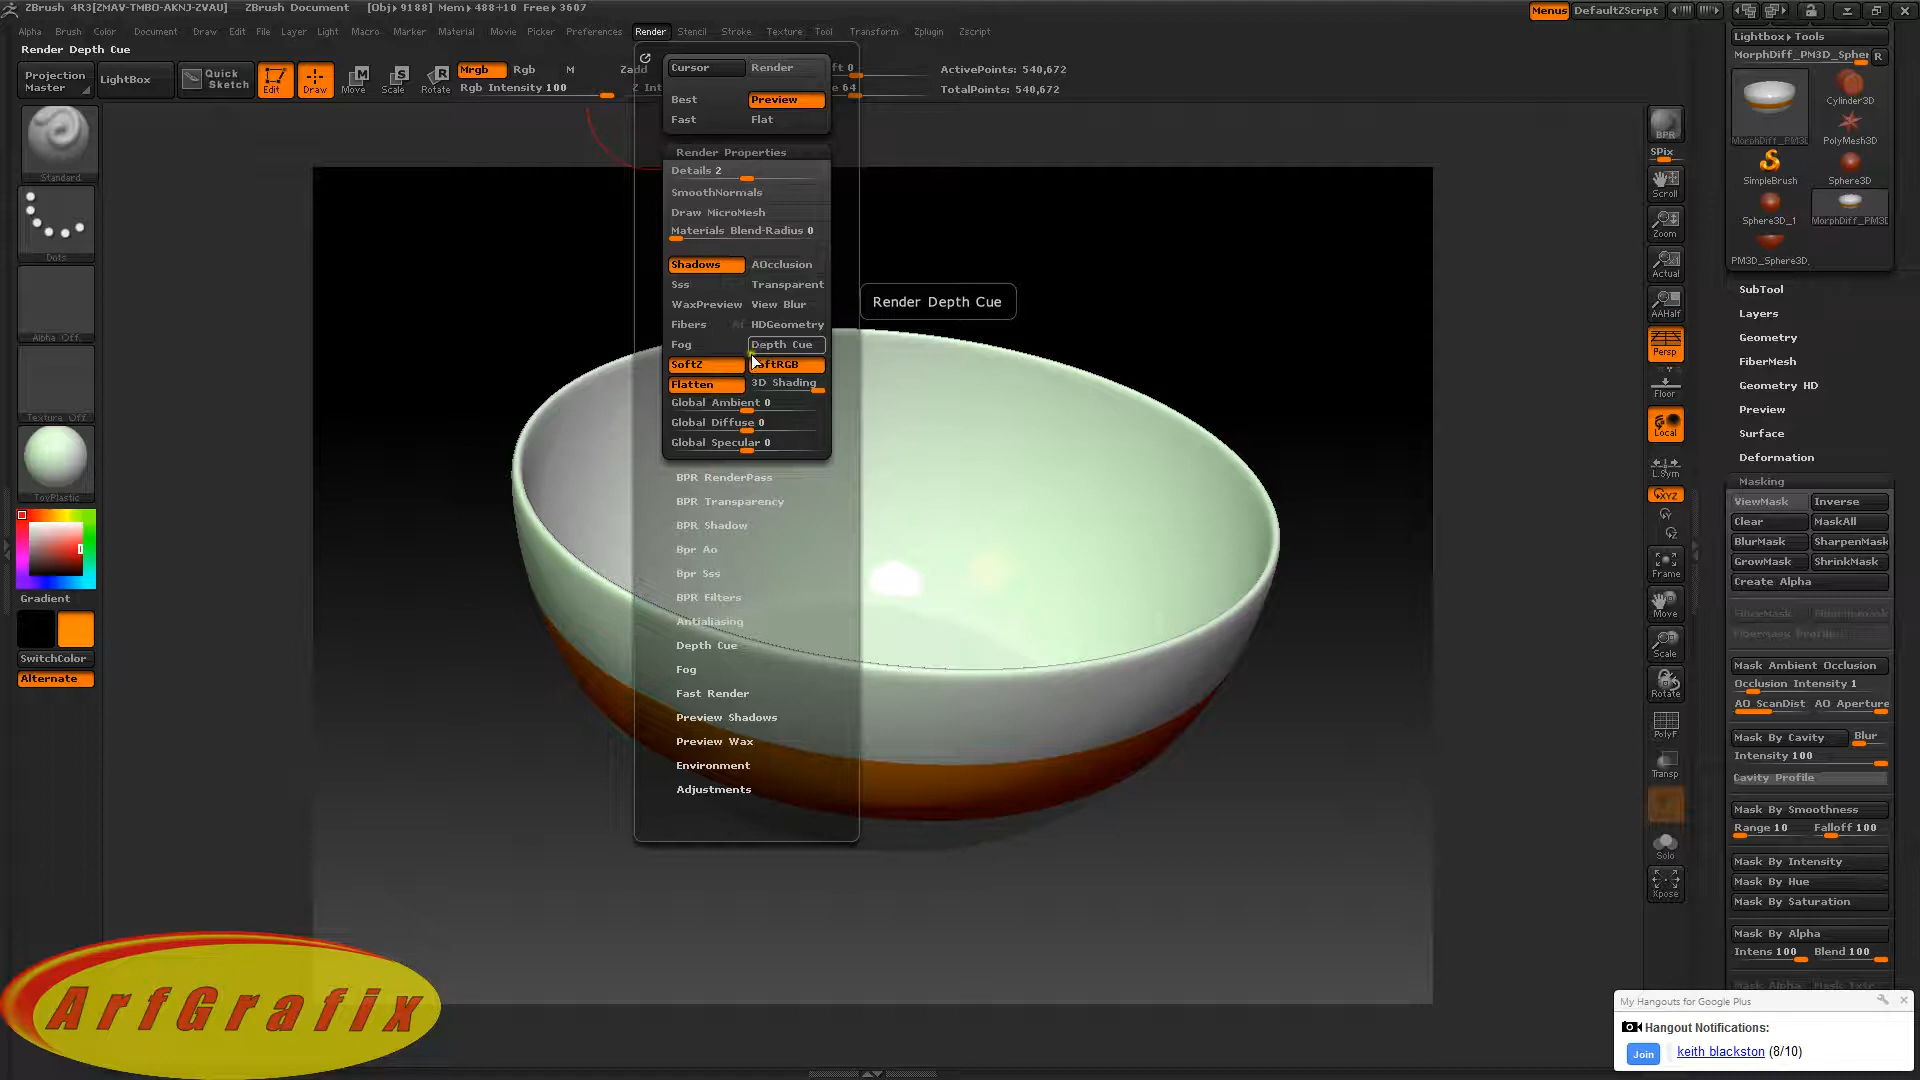 ZBrush 4R3[ZMAV-TMBO-AKNJ-ZVAU] ZBrush Document [Obj▸9188] Mem▸488+10 Free▸3607 Menus DefaultZScript
Alpha Brush Color Document Draw Edit File Layer Light Macro Marker Material Movie Picker Preferences Render Stencil Stroke Texture Tool Transform Zplugin Zscript
Render Depth Cue
Projection Master
LightBox
Quick Sketch
Edit
Draw
Move
Scale
Rotate
Mrgb Rgb M Zadd
Rgb Intensity 100
ActivePoints: 540,672
TotalPoints: 540,672
Standard
Dots
Alpha Off
Texture Off
ToyPlastic
Gradient
SwitchColor
Alternate
Cursor Render
Best Preview
Fast Flat
Render Properties
Details 2
SmoothNormals
Draw MicroMesh
Materials Blend-Radius 0
Shadows AOcclusion
Sss Transparent
WaxPreview View Blur
Fibers HDGeometry
Fog Depth Cue
SoftZ
Flatten 3D Shading
Global Ambient 0
Global Diffuse 0
Global Specular 0
BPR RenderPass
BPR Transparency
BPR Shadow
Bpr Ao
Bpr Sss
BPR Filters
Antialiasing
Depth Cue
Fog
Fast Render
Preview Shadows
Preview Wax
Environment
Adjustments
Render Depth Cue
BPR
SPix
Scroll
Zoom
Actual
AAHalf
Persp
Floor
Local
L.Sym
XYZ
Frame
Move
Scale
Rotate
PolyF
Transp
Solo
Xpose
Lightbox▸Tools
MorphDiff_PM3D_Spher R
MorphDiff_PM3D
Cylinder3D
PolyMesh3D
SimpleBrush
Sphere3D
Sphere3D_1
MorphDiff_PM3D
PM3D_Sphere3D
SubTool
Layers
Geometry
FiberMesh
Geometry HD
Preview
Surface
Deformation
Masking
ViewMask Inverse
Clear MaskAll
BlurMask SharpenMask
GrowMask ShrinkMask
Create Alpha
Mask Ambient Occlusion
Occlusion Intensity 1
AO ScanDist AO Aperture
Mask By Cavity Blur
Intensity 100
Cavity Profile
Mask By Smoothness
Range 10 Falloff 100
Mask By Intensity
Mask By Hue
Mask By Saturation
Mask By Alpha
Intens 100 Blend 100
My Hangouts for Google Plus
Hangout Notifications:
Join keith blackston (8/10)
ArfGrafix